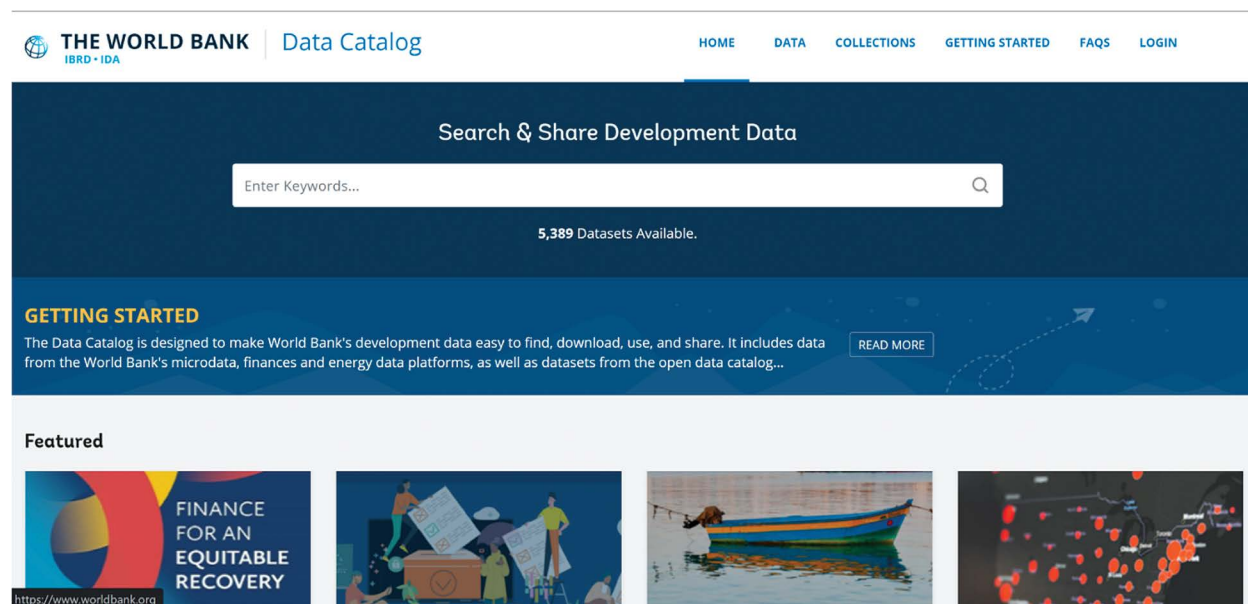 THE WORLD BANK
IBRD • IDA
Data Catalog
HOME DATA COLLECTIONS GETTING STARTED FAQS LOGIN
Search & Share Development Data
Enter Keywords...
5,389 Datasets Available.
GETTING STARTED
The Data Catalog is designed to make World Bank's development data easy to find, download, use, and share. It includes data
from the World Bank's microdata, finances and energy data platforms, as well as datasets from the open data catalog...
READ MORE
Featured
FINANCE
FOR AN
EQUITABLE
RECOVERY
Montreal
Toronto
Chicago
https://www.worldbank.org